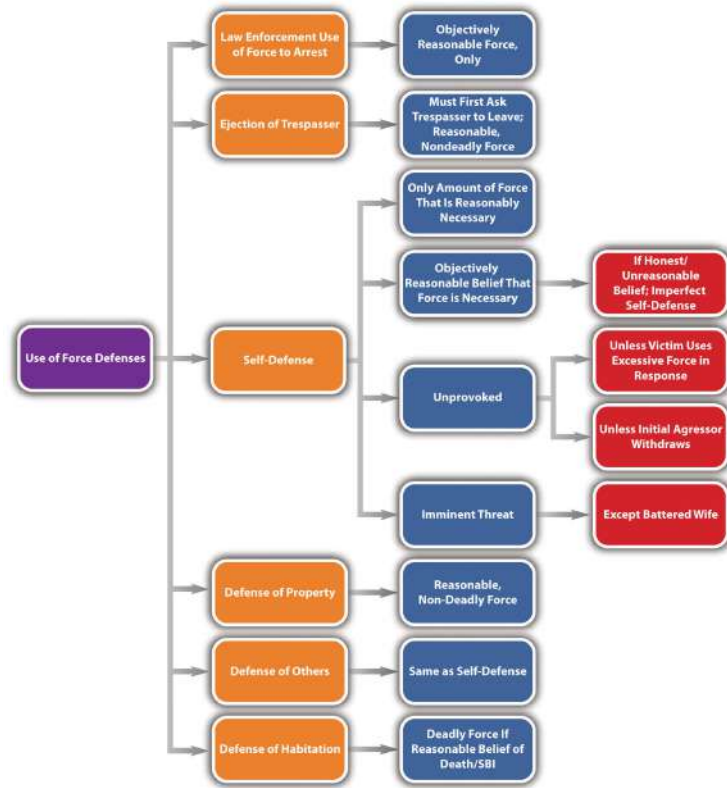 Law Enforcement Use
of Force to Arrest
Objectively
Reasonable Force,
Only
Ejection of Trespasser
Must First Ask
Trespasser to Leave;
Reasonable,
Nondeadly Force
Only Amount of Force
That Is Reasonably
Necessary
Objectively
Reasonable Belief That
Force is Necessary
If Honest/
Unreasonable
Belief; Imperfect
Self-Defense
Use of Force Defenses
Self-Defense
Unprovoked
Unless Victim Uses
Excessive Force in
Response
Unless Initial Agressor
Withdraws
Imminent Threat
Except Battered Wife
Defense of Property
Reasonable,
Non-Deadly Force
Defense of Others
Same as Self-Defense
Defense of Habitation
Deadly Force If
Reasonable Belief of
Death/SBI